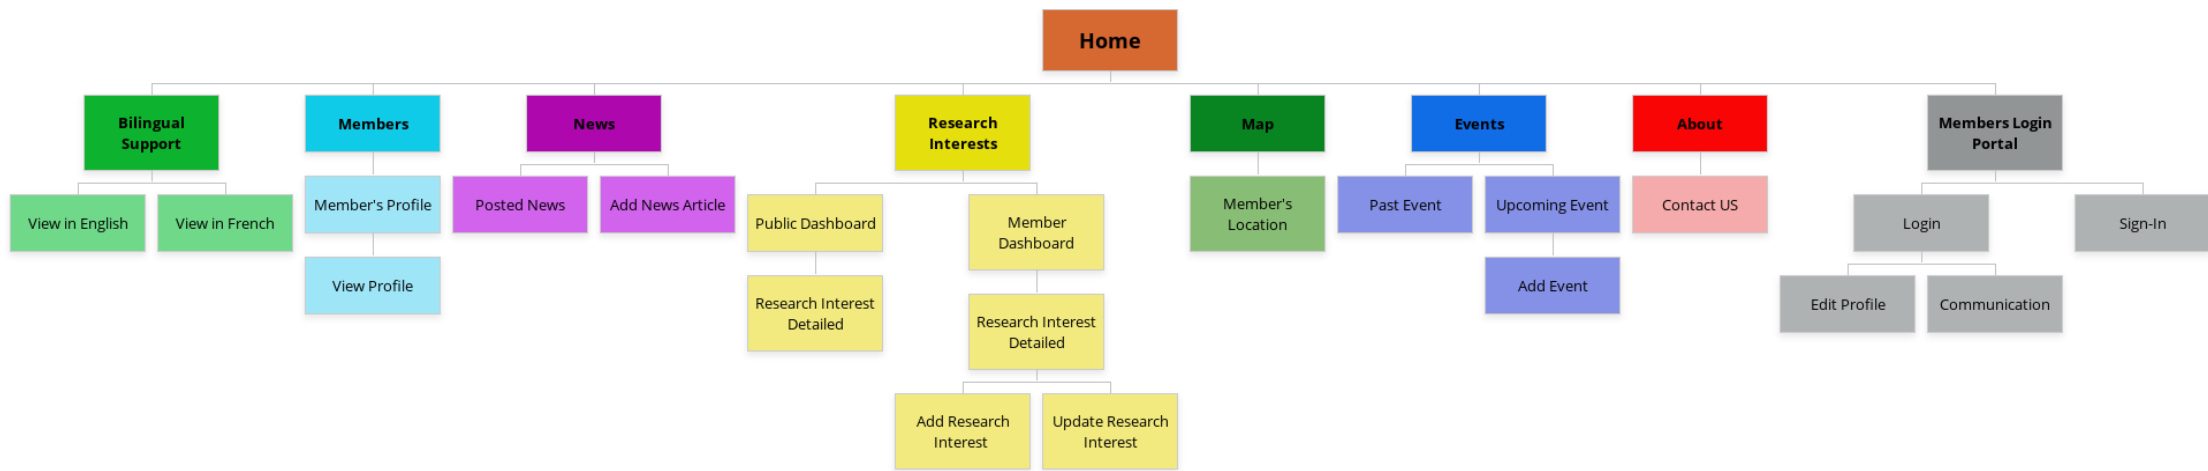 Home
Bilingual
Support
Members
News
Research
Interests
Map
Events
About
Members Login
Portal
View in English
View in French
Member's Profile
View Profile
Posted News
Add News Article
Public Dashboard
Research Interest
Detailed
Member
Dashboard
Research Interest
Detailed
Add Research
Interest
Update Research
Interest
Member's
Location
Past Event
Upcoming Event
Add Event
Contact US
Login
Sign-In
Edit Profile
Communication